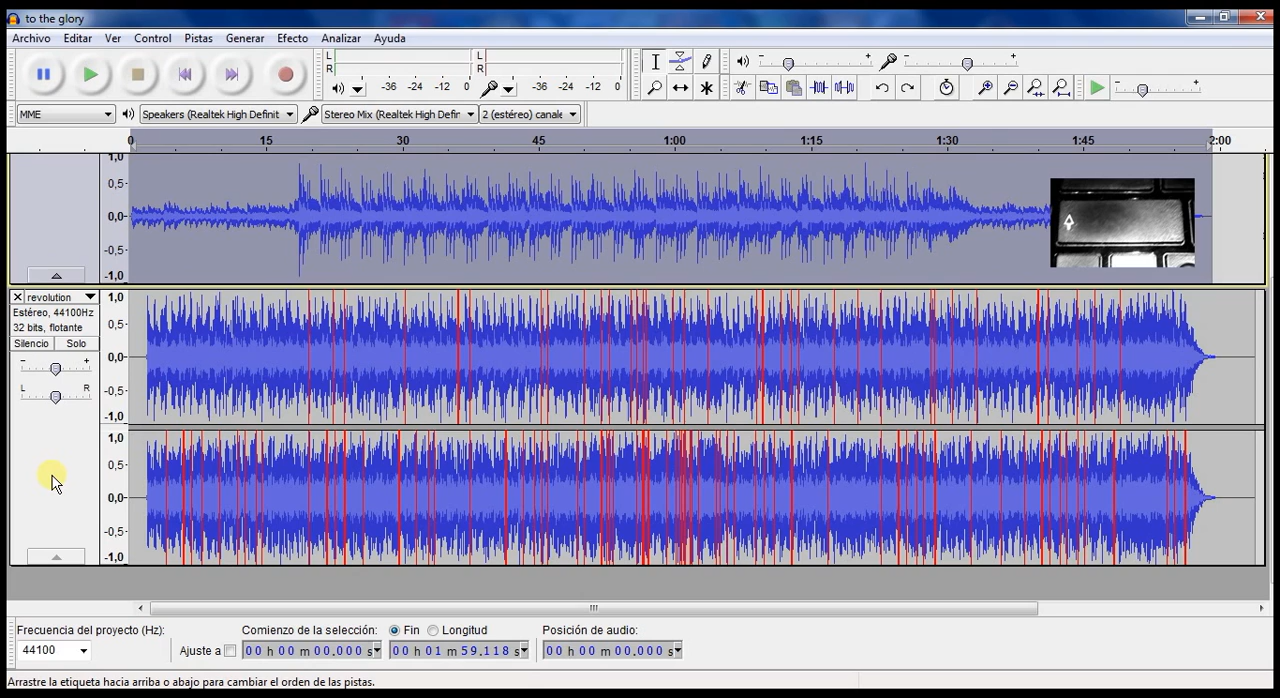 to the glory
Archivo Editar Ver Control Pistas Generar Efecto Analizar Ayuda
L
R
-36 -24 -12 0
L
R
-36 -24 -12 0
MME
Speakers (Realtek High Definit
Stereo Mix (Realtek High Defin
2 (estéreo) canale
0 15 30 45 1:00 1:15 1:30 1:45 2:00
1,0
0,5-
0,0-
-0,5-
-1,0
revolution
Estéreo, 44100Hz
32 bits, flotante
Silencio Solo
- +
L R
1,0
0,5-
0,0-
-0,5-
-1,0
1,0
0,5-
0,0-
-0,5-
-1,0
Frecuencia del proyecto (Hz):
44100
Ajuste a
Comienzo de la selección:
00 h 00 m 00.000 s
Fin Longitud
00 h 01 m 59.118 s
Posición de audio:
00 h 00 m 00.000 s
Arrastre la etiqueta hacia arriba o abajo para cambiar el orden de las pistas.